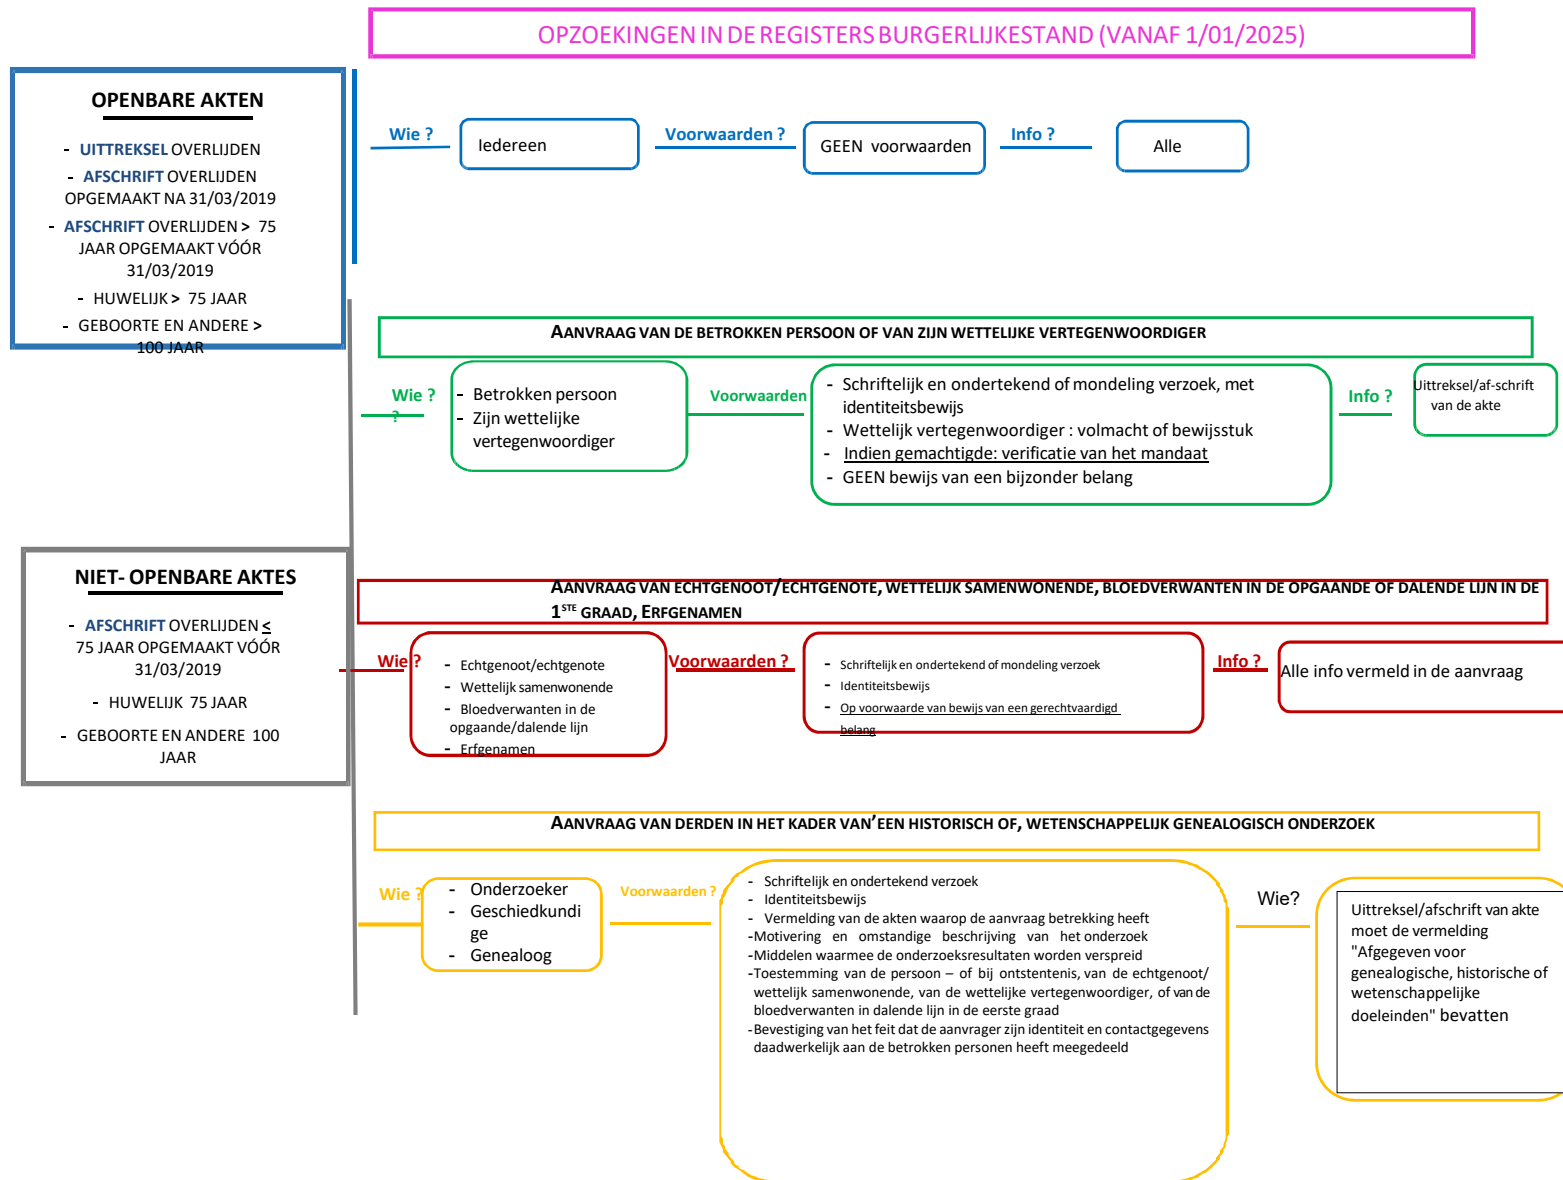 OPZOEKINGEN IN DE REGISTERS BURGERLIJKESTAND (VANAF 1/01/2025)
OPENBARE AKTEN
- UITTREKSEL OVERLIJDEN
- AFSCHRIFT OVERLIJDEN
OPGEMAAKT NA 31/03/2019
- AFSCHRIFT OVERLIJDEN > 75
JAAR OPGEMAAKT VÓÓR
31/03/2019
- HUWELIJK > 75 JAAR
- GEBOORTE EN ANDERE >
100 JAAR
Wie ?
Iedereen
Voorwaarden ?
GEEN voorwaarden
Info ?
Alle
AANVRAAG VAN DE BETROKKEN PERSOON OF VAN ZIJN WETTELIJKE VERTEGENWOORDIGER
Wie ?
?
- Betrokken persoon
- Zijn wettelijke
vertegenwoordiger
Voorwaarden
- Schriftelijk en ondertekend of mondeling verzoek, met
identiteitsbewijs
- Wettelijk vertegenwoordiger : volmacht of bewijsstuk
- Indien gemachtigde: verificatie van het mandaat
- GEEN bewijs van een bijzonder belang
Info ?
Uittreksel/af-schrift
van de akte
NIET- OPENBARE AKTES
- AFSCHRIFT OVERLIJDEN ≤
75 JAAR OPGEMAAKT VÓÓR
31/03/2019
- HUWELIJK 75 JAAR
- GEBOORTE EN ANDERE 100
JAAR
AANVRAAG VAN ECHTGENOOT/ECHTGENOTE, WETTELIJK SAMENWONENDE, BLOEDVERWANTEN IN DE OPGAANDE OF DALENDE LIJN IN DE
1STE GRAAD, ERFGENAMEN
Wie ?
- Echtgenoot/echtgenote
- Wettelijk samenwonende
- Bloedverwanten in de
opgaande/dalende lijn
- Erfgenamen
Voorwaarden ?
- Schriftelijk en ondertekend of mondeling verzoek
- Identiteitsbewijs
- Op voorwaarde van bewijs van een gerechtvaardigd
belang
Info ?
Alle info vermeld in de aanvraag
AANVRAAG VAN DERDEN IN HET KADER VAN'EEN HISTORISCH OF, WETENSCHAPPELIJK GENEALOGISCH ONDERZOEK
Wie ?
- Onderzoeker
- Geschiedkundi
ge
- Genealoog
Voorwaarden ?
- Schriftelijk en ondertekend verzoek
- Identiteitsbewijs
- Vermelding van de akten waarop de aanvraag betrekking heeft
-Motivering en omstandige beschrijving van het onderzoek
-Middelen waarmee de onderzoeksresultaten worden verspreid
-Toestemming van de persoon – of bij ontstentenis, van de echtgenoot/
wettelijk samenwonende, van de wettelijke vertegenwoordiger, of van de
bloedverwanten in dalende lijn in de eerste graad
-Bevestiging van het feit dat de aanvrager zijn identiteit en contactgegevens
daadwerkelijk aan de betrokken personen heeft meegedeeld
Wie?
Uittreksel/afschrift van akte
moet de vermelding
"Afgegeven voor
genealogische, historische of
wetenschappelijke
doeleinden" bevatten